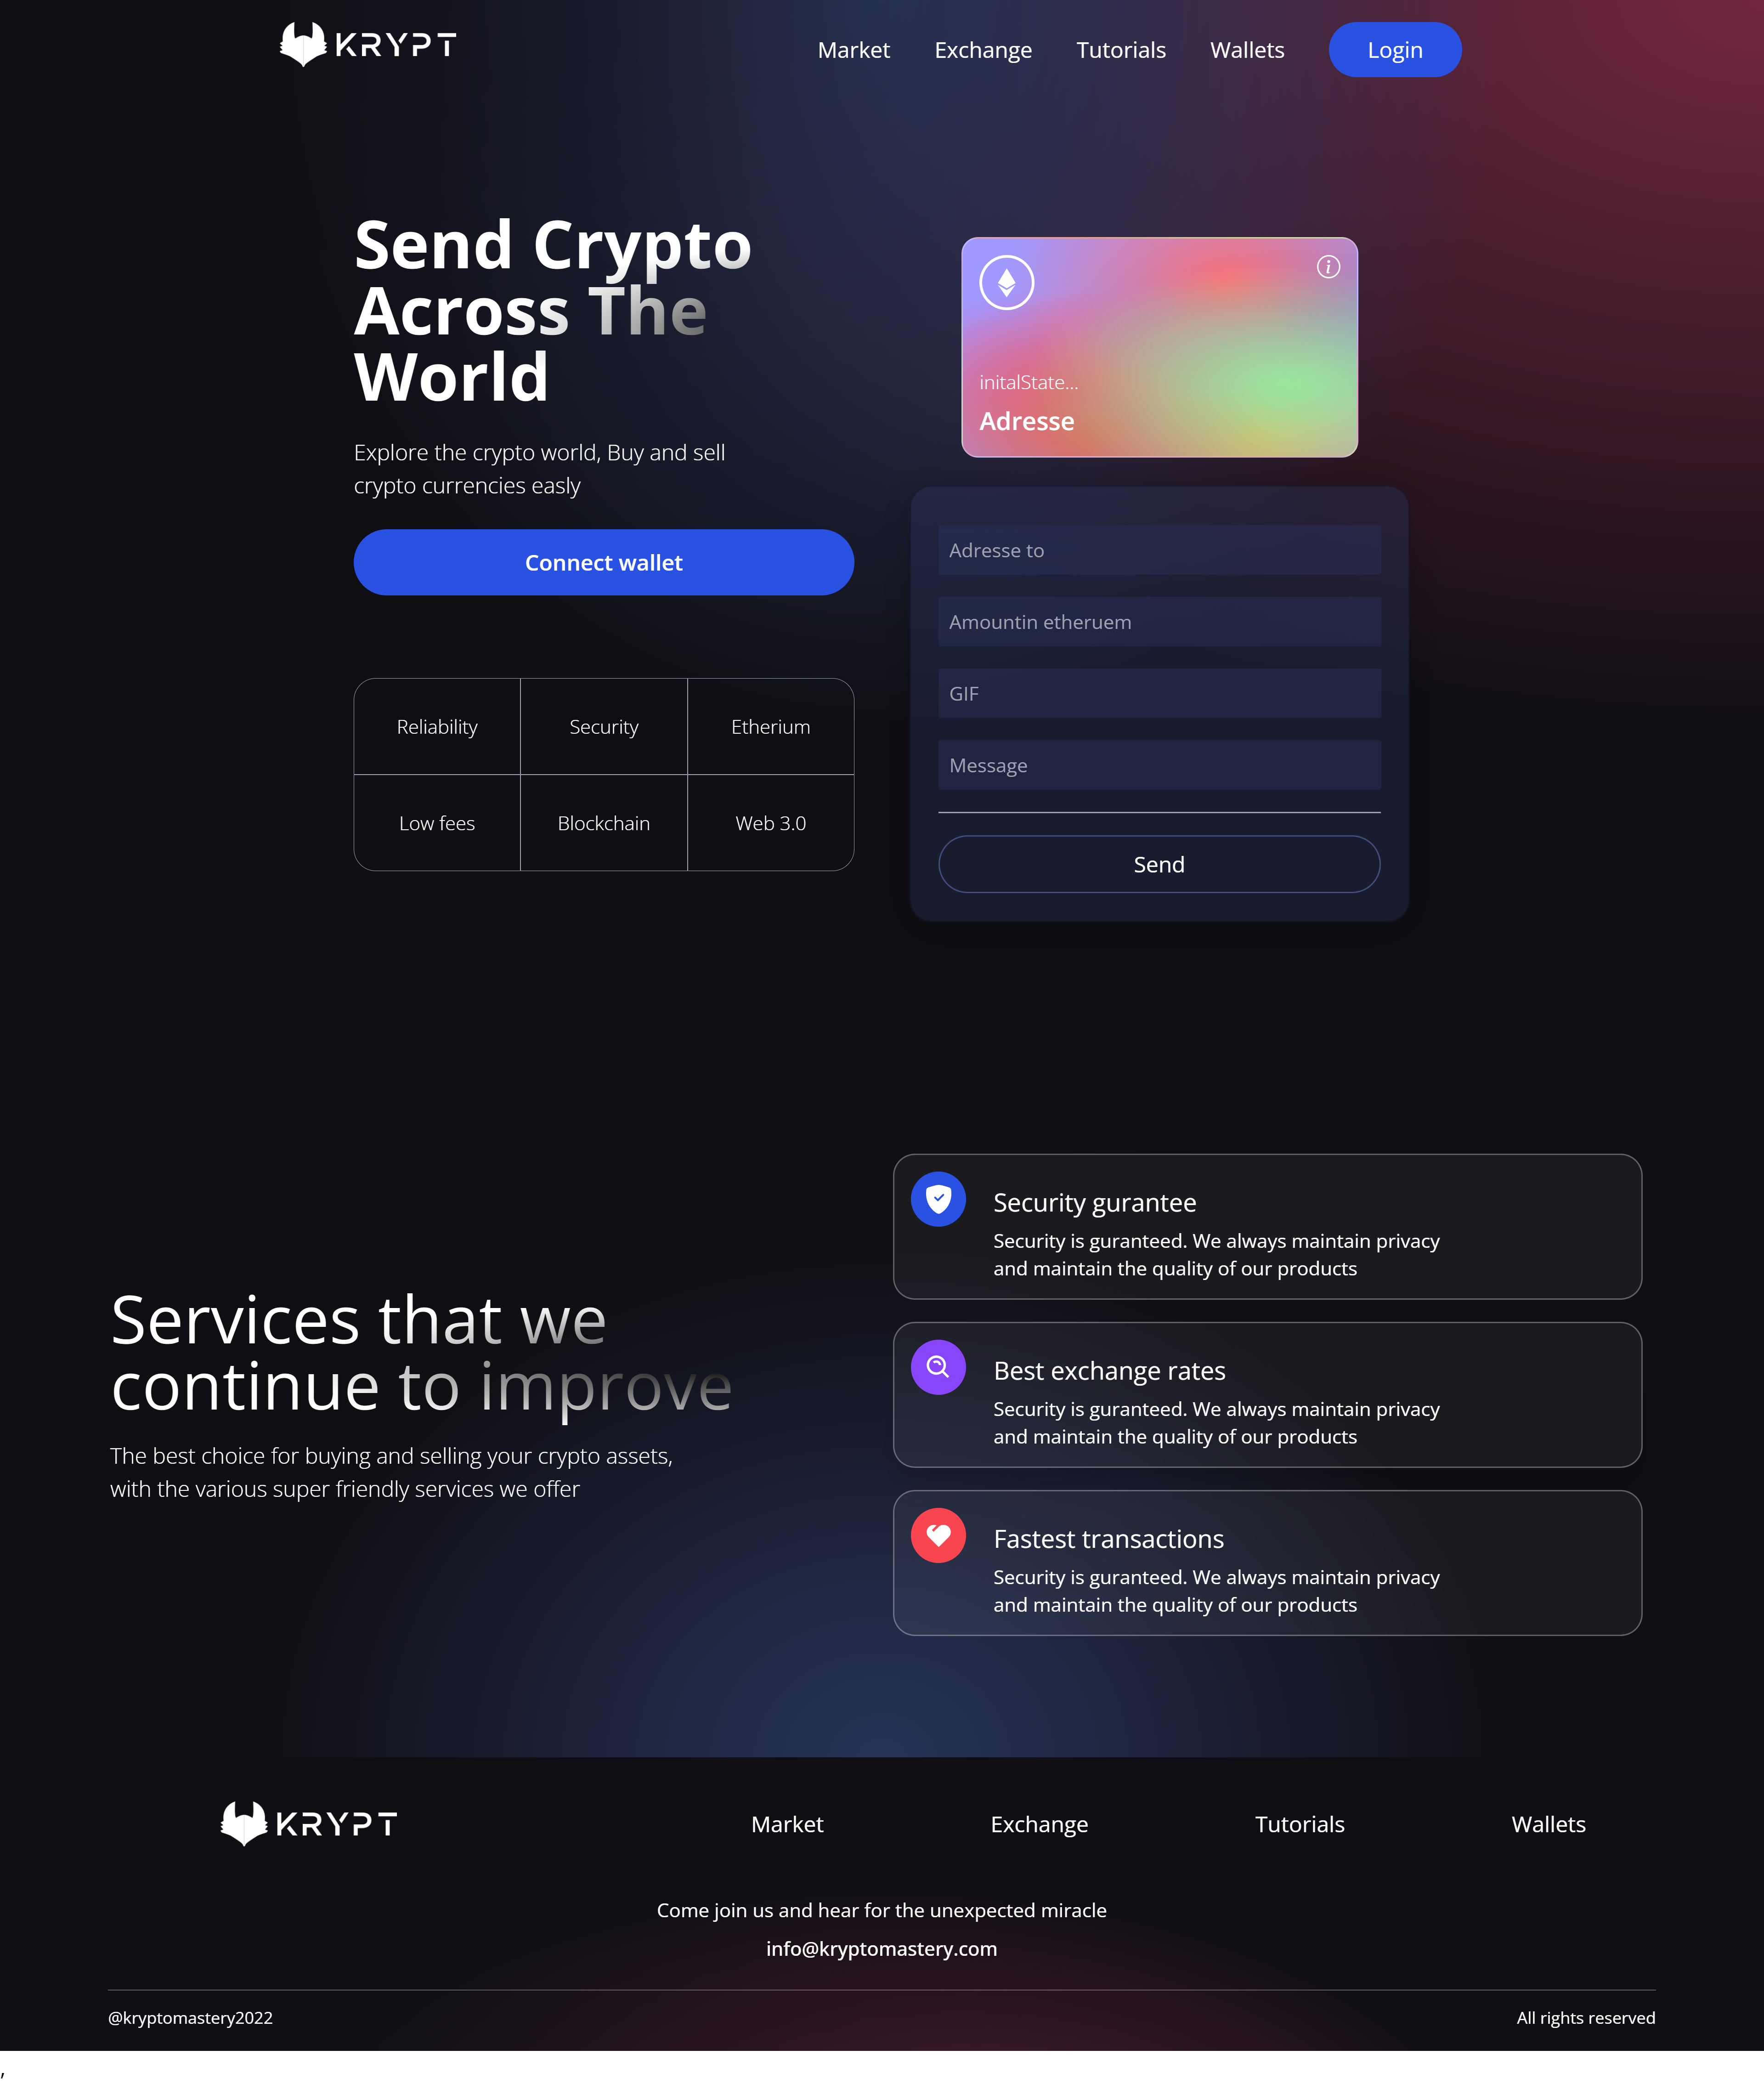 KRYPT
Market
Exchange
Tutorials
Wallets
Login
Send Crypto
Across The
World
Explore the crypto world, Buy and sell
crypto currencies easly
Connect wallet
Reliability
Security
Etherium
Low fees
Blockchain
Web 3.0
i
initalState...
Adresse
Adresse to
Amountin etheruem
GIF
Message
Send
Services that we
continue to improve
The best choice for buying and selling your crypto assets,
with the various super friendly services we offer
Security gurantee
Security is guranteed. We always maintain privacy
and maintain the quality of our products
Best exchange rates
Security is guranteed. We always maintain privacy
and maintain the quality of our products
Fastest transactions
Security is guranteed. We always maintain privacy
and maintain the quality of our products
KRYPT
Market
Exchange
Tutorials
Wallets
Come join us and hear for the unexpected miracle
info@kryptomastery.com
@kryptomastery2022
All rights reserved
,